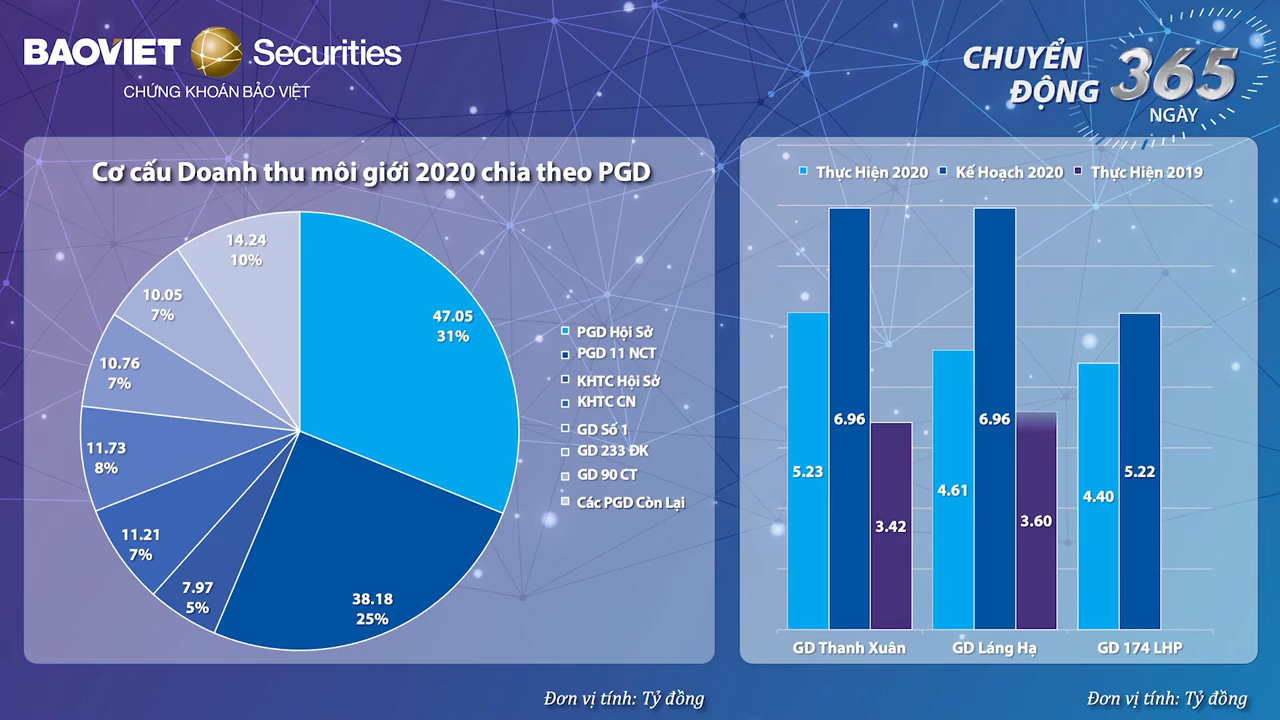 BAOVIET Securities
CHỨNG KHOÁN BẢO VIỆT
CHUYỂN
ĐỘNG
365
NGÀY
Cơ cấu Doanh thu môi giới 2020 chia theo PGD
47.05
31%
38.18
25%
7.97
5%
11.21
7%
11.73
8%
10.76
7%
10.05
7%
14.24
10%
PGD Hội Sở
PGD 11 NCT
KHTC Hội Sở
KHTC CN
GD Số 1
GD 233 ĐK
GD 90 CT
Các PGD Còn Lại
Đơn vị tính: Tỷ đồng
Thực Hiện 2020 Kế Hoạch 2020 Thực Hiện 2019
5.23
6.96
3.42
4.61
6.96
3.60
4.40
5.22
GD Thanh Xuân GD Láng Hạ GD 174 LHP
Đơn vị tính: Tỷ đồng